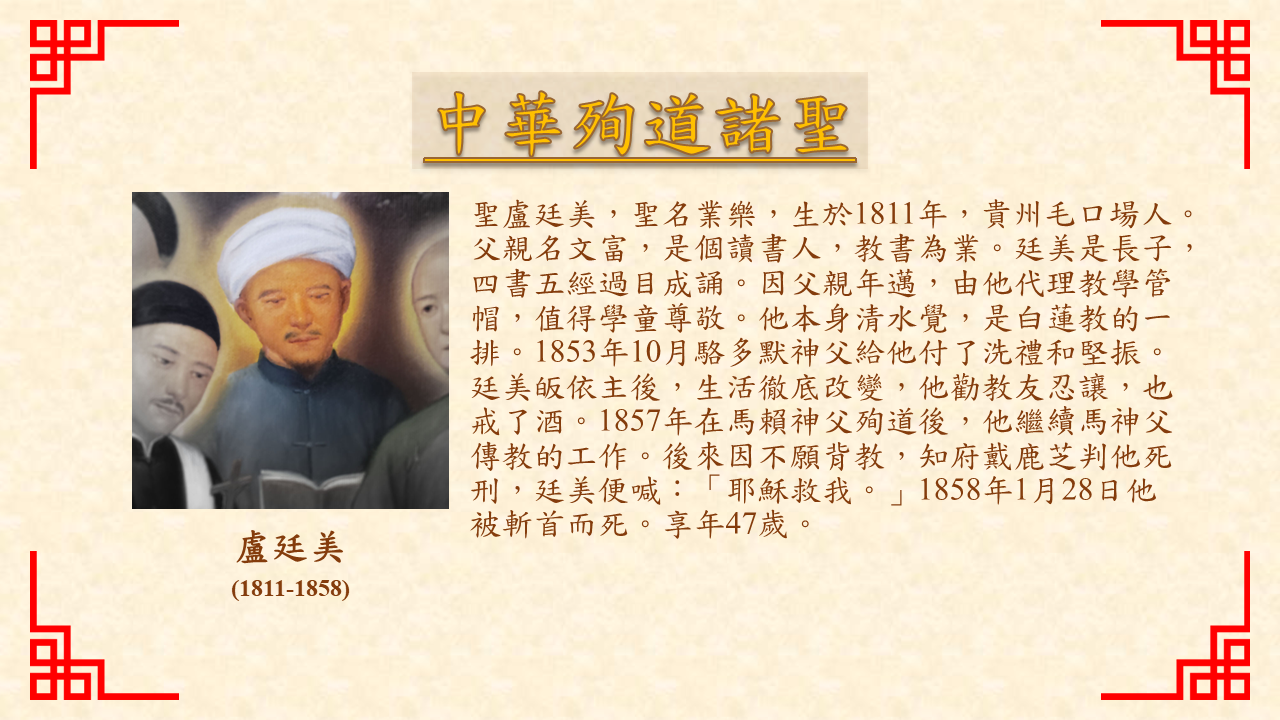 中華殉道諸聖
聖盧廷美，聖名業樂，生於1811年，貴州毛口場人。
父親名文富，是個讀書人，教書為業。廷美是長子，
四書五經過目成誦。因父親年邁，由他代理教學管
帽，值得學童尊敬。他本身清水覺，是白蓮教的一
排。1853年10月駱多默神父給他付了洗禮和堅振。
廷美皈依主後，生活徹底改變，他勸教友忍讓，也
戒了酒。1857年在馬賴神父殉道後，他繼續馬神父
傳教的工作。後來因不願背教，知府戴鹿芝判他死
刑，廷美便喊：「耶穌救我。」1858年1月28日他
被斬首而死。享年47歲。
盧廷美
(1811-1858)